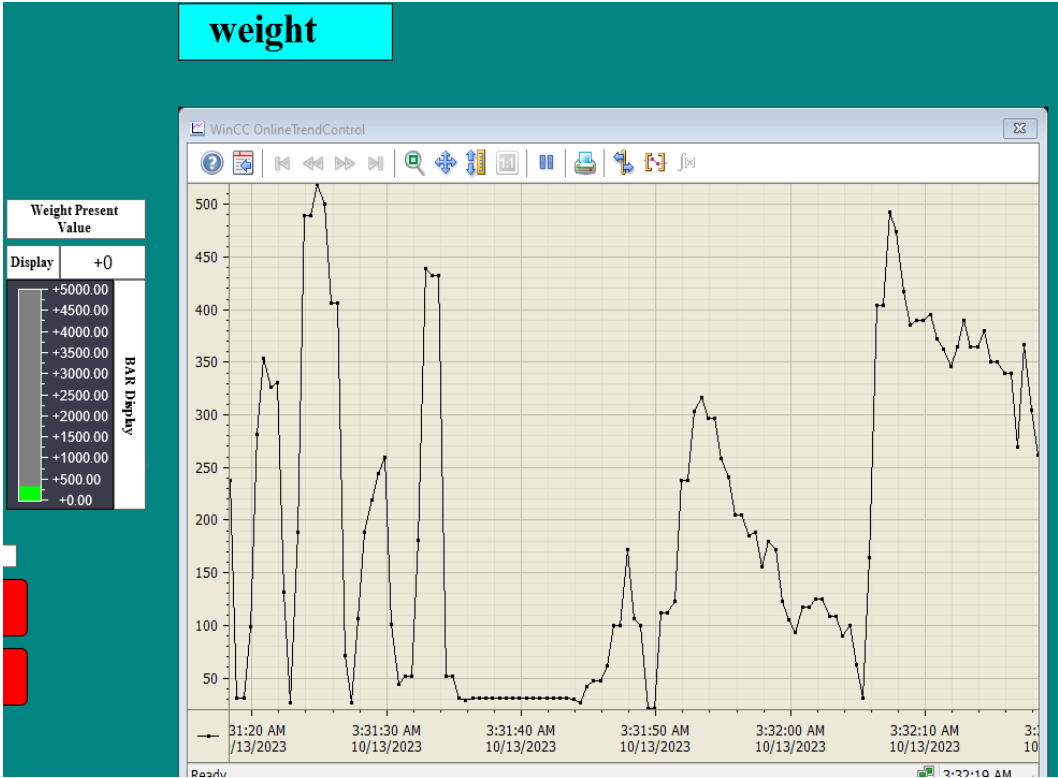 weight
WinCC OnlineTrendControl
Weight Present
Value
Display +0
+5000.00
+4500.00
+4000.00
+3500.00
+3000.00
+2500.00
+2000.00
+1500.00
+1000.00
+500.00
+0.00
BAR Display
1:1
f(x)
500
450
400
350
300
250
200
150
100
50
31:20 AM 3:31:30 AM 3:31:40 AM 3:31:50 AM 3:32:00 AM 3:32:10 AM 3:
/13/2023 10/13/2023 10/13/2023 10/13/2023 10/13/2023 10/13/2023 10
Ready 3:32:19 AM